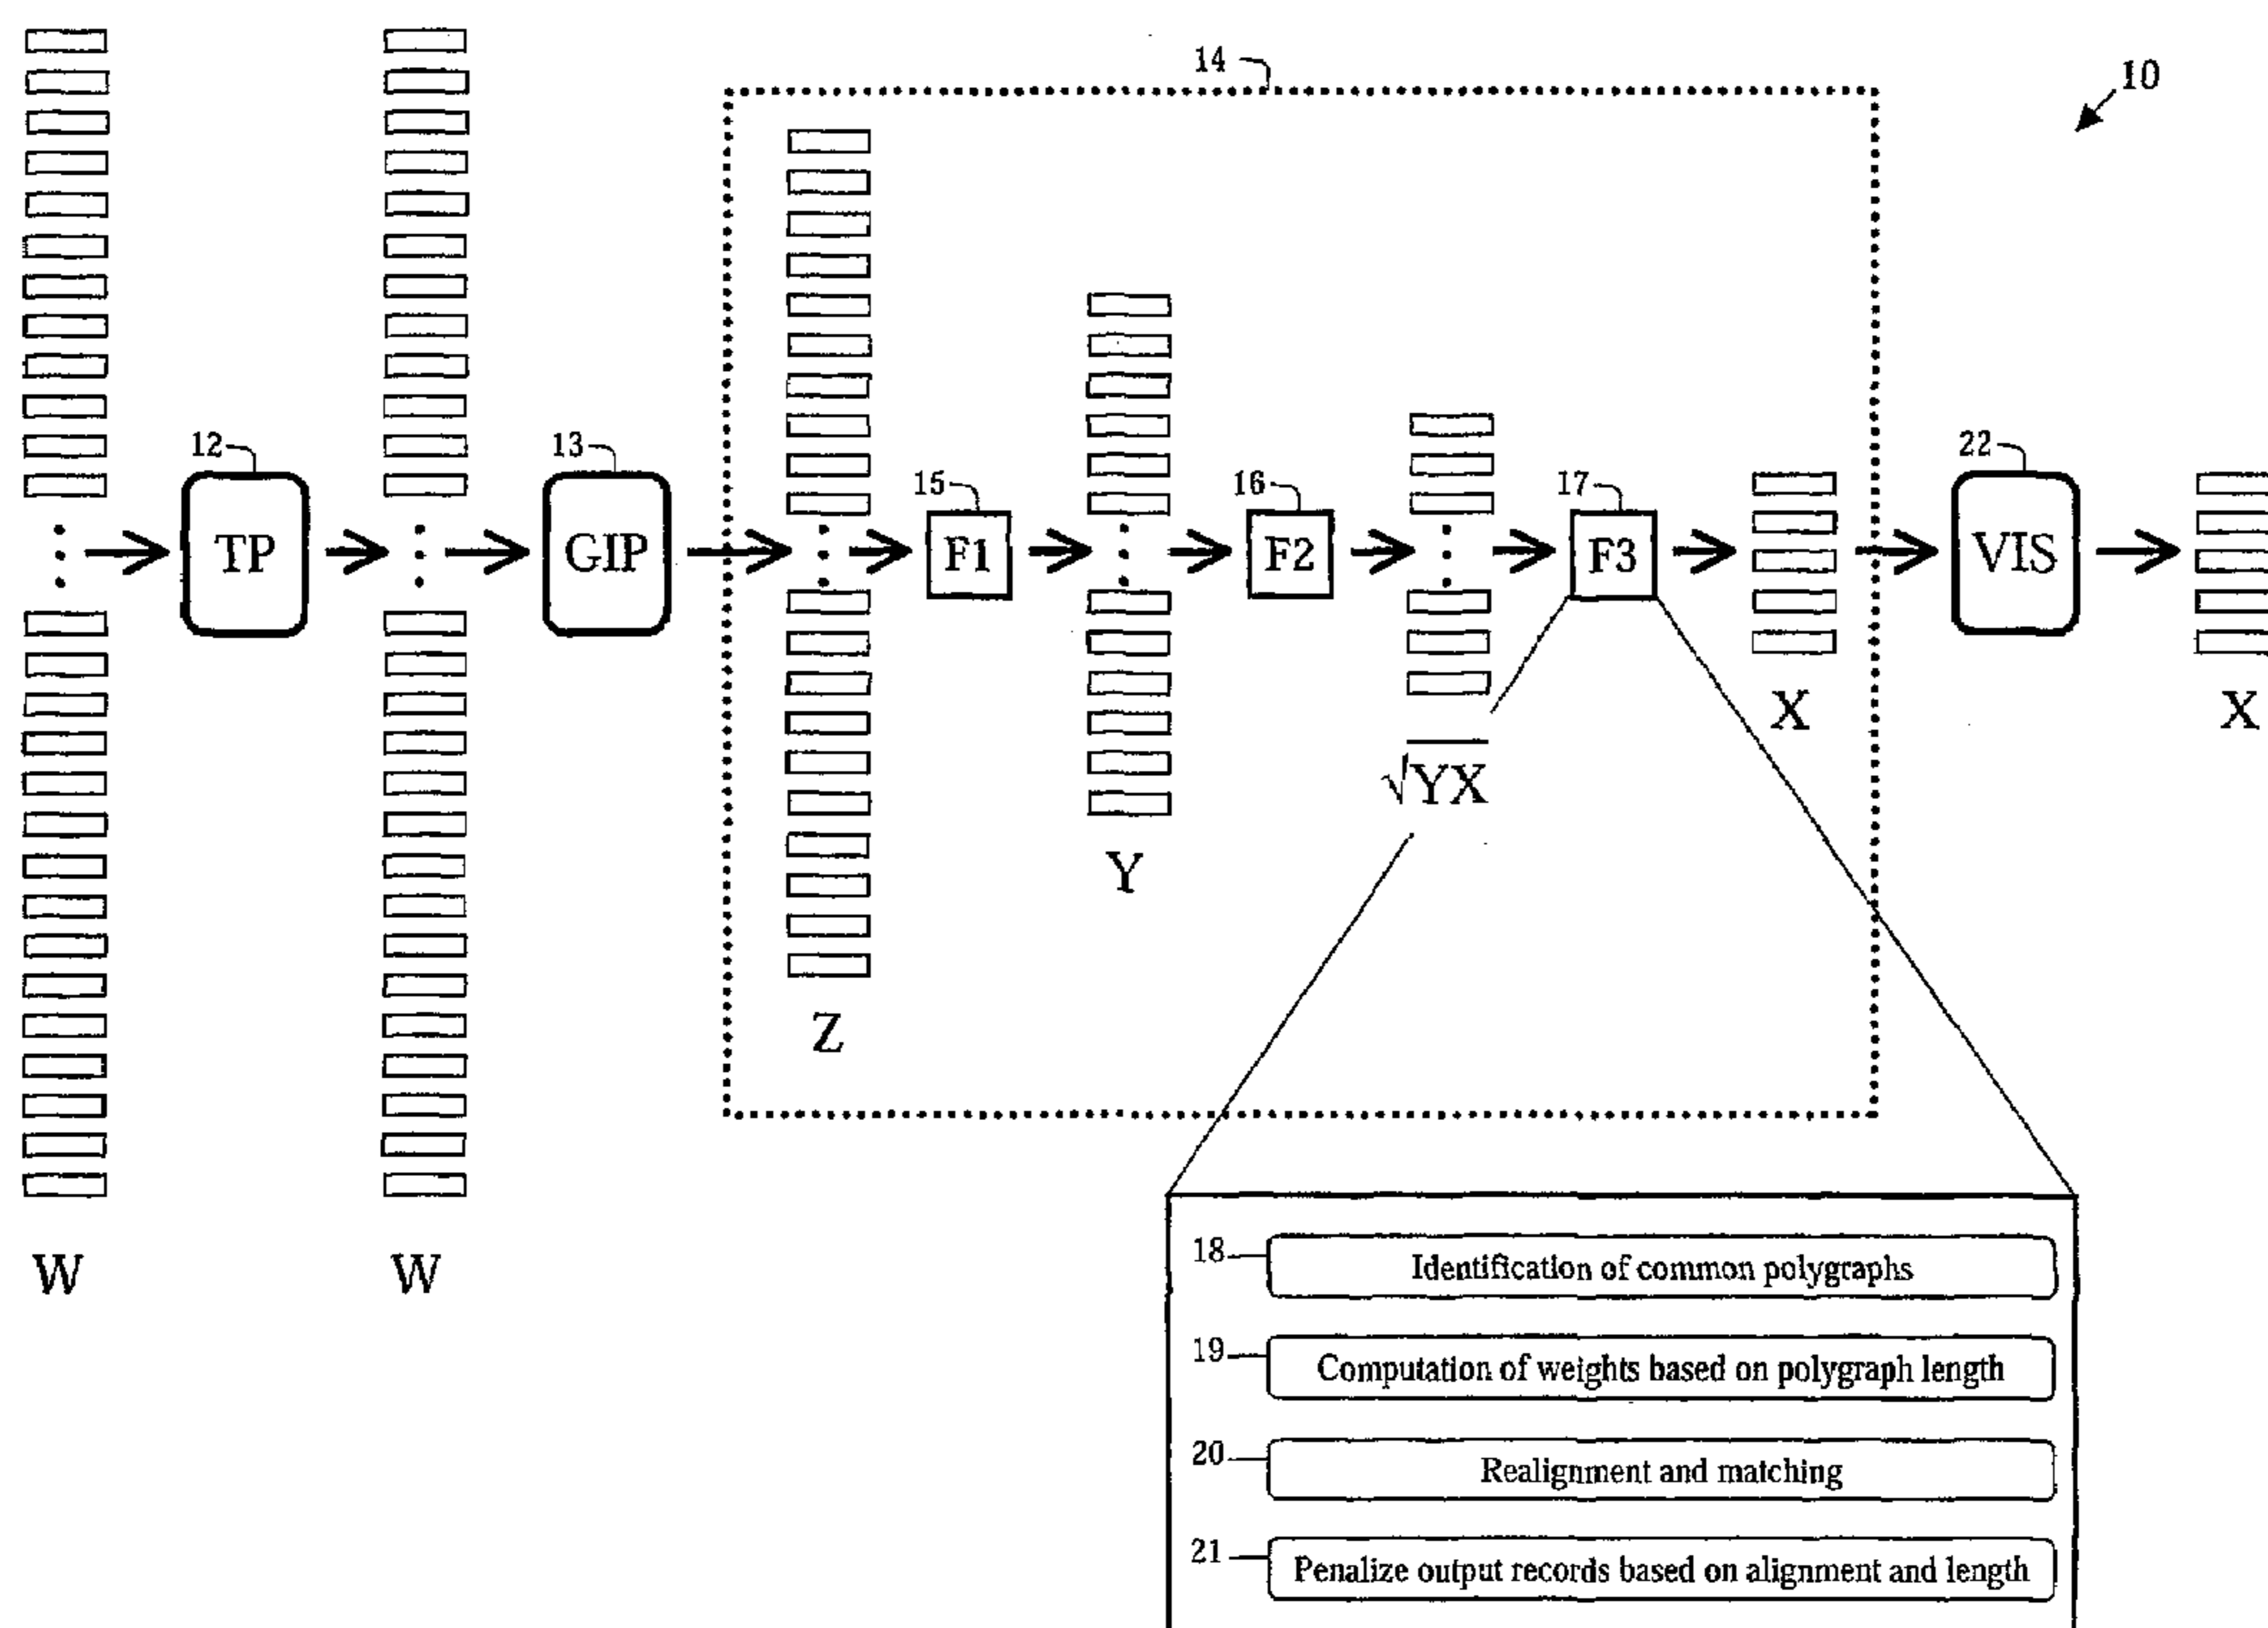 14
10
12
TP
13
GIP
15
F1
16
F2
17
F3
22
VIS
X
X
√YX
Y
Z
W
W
18
Identification of common polygraphs
19
Computation of weights based on polygraph length
20
Realignment and matching
21
Penalize output records based on alignment and length